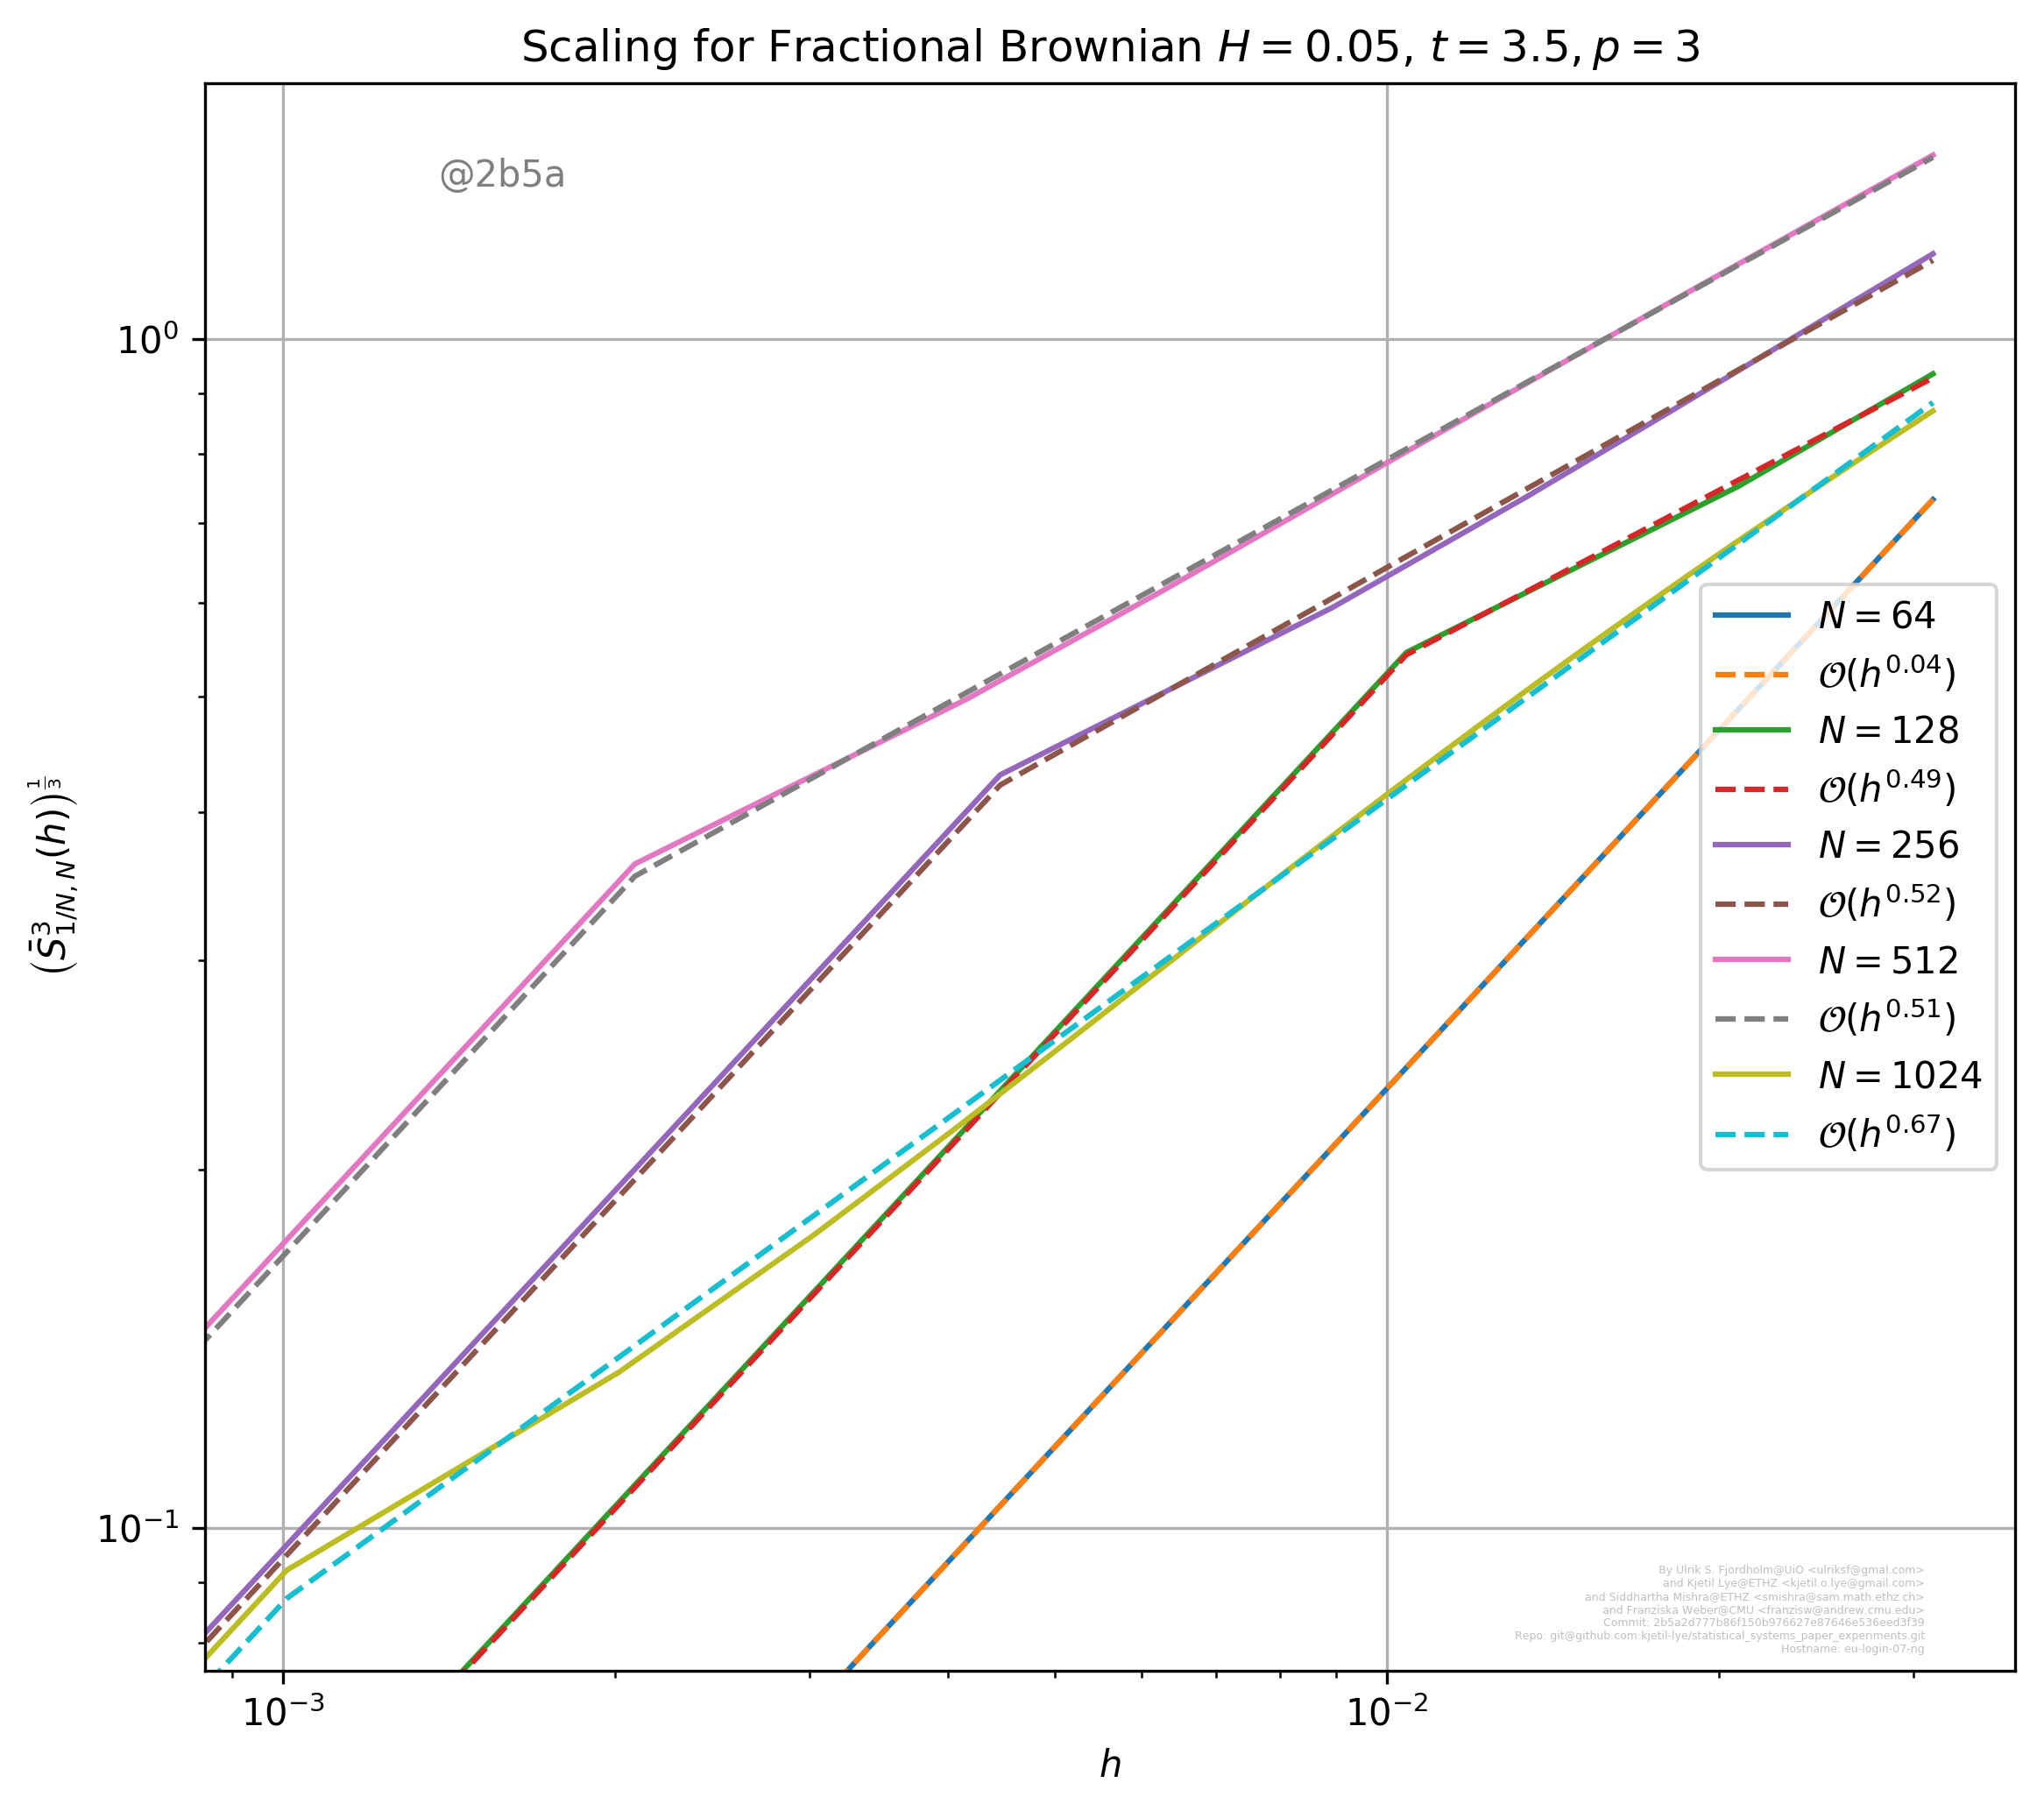 Scaling for Fractional Brownian H = 0.05, t = 3.5, p = 3
@2b5a
(S̄³_{1/N,N}(h))^{1/3}
10⁰
10⁻¹
N = 64
𝒪(h^{0.04})
N = 128
𝒪(h^{0.49})
N = 256
𝒪(h^{0.52})
N = 512
𝒪(h^{0.51})
N = 1024
𝒪(h^{0.67})
By Ulrik S. Fjordholm@UiO <ulriksf@gmal.com>
and Kjetil Lye@ETHZ <kjetil.o.lye@gmail.com>
and Siddhartha Mishra@ETHZ <smishra@sam.math.ethz.ch>
and Franziska Weber@CMU <franzisw@andrew.cmu.edu>
Commit: 2b5a2d777b86f150b976627e87646e536eed3f39
Repo: git@github.com:kjetil-lye/statistical_systems_paper_experiments.git
Hostname: eu-login-07-ng
10⁻³
10⁻²
h